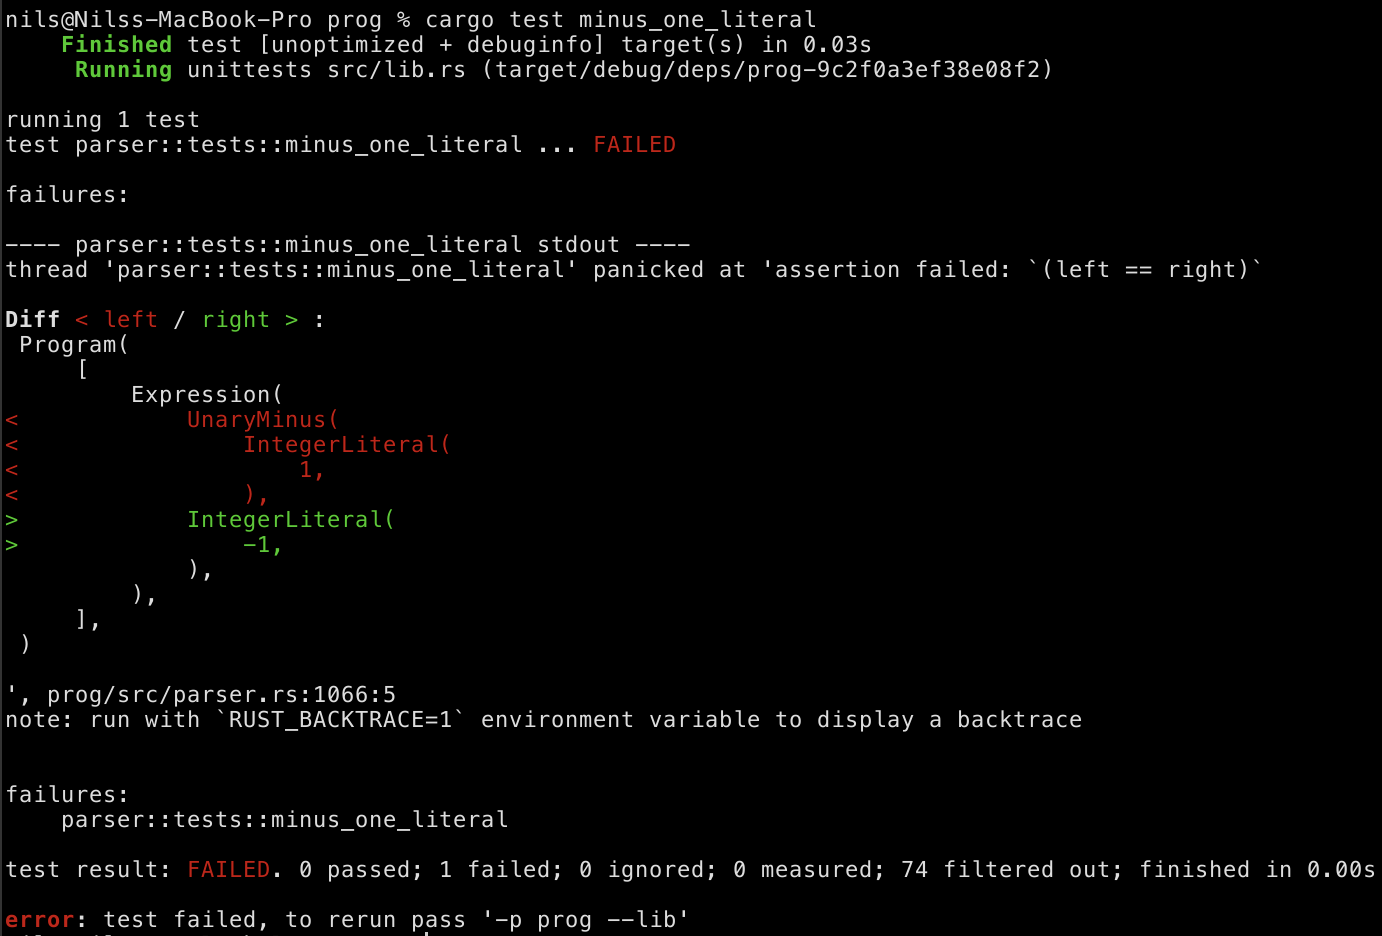 nils@Nilss-MacBook-Pro prog % cargo test minus_one_literal
    Finished test [unoptimized + debuginfo] target(s) in 0.03s
     Running unittests src/lib.rs (target/debug/deps/prog-9c2f0a3ef38e08f2)

running 1 test
test parser::tests::minus_one_literal ... FAILED

failures:

---- parser::tests::minus_one_literal stdout ----
thread 'parser::tests::minus_one_literal' panicked at 'assertion failed: `(left == right)`

Diff < left / right > :
 Program(
     [
         Expression(
<            UnaryMinus(
<                IntegerLiteral(
<                    1,
<                ),
>            IntegerLiteral(
>                -1,
             ),
         ),
     ],
 )

', prog/src/parser.rs:1066:5
note: run with `RUST_BACKTRACE=1` environment variable to display a backtrace


failures:
    parser::tests::minus_one_literal

test result: FAILED. 0 passed; 1 failed; 0 ignored; 0 measured; 74 filtered out; finished in 0.00s

error: test failed, to rerun pass '-p prog --lib'